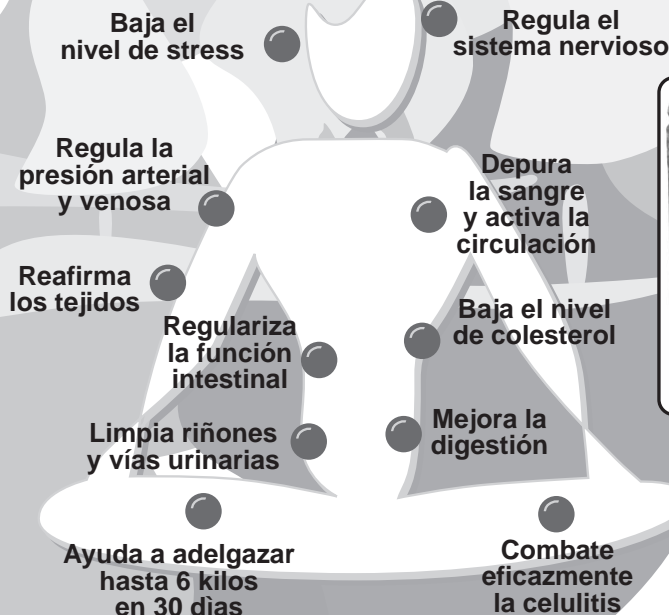 Baja el
nivel de stress
Regula el
sistema nervioso
Regula la
presión arterial
y venosa
Depura
la sangre
y activa la
circulación
Reafirma
los tejidos
Baja el nivel
de colesterol
Regulariza
la función
intestinal
Mejora la
digestión
Limpia riñones
y vías urinarias
Ayuda a adelgazar
hasta 6 kilos
en 30 dìas
Combate
eficazmente
la celulitis